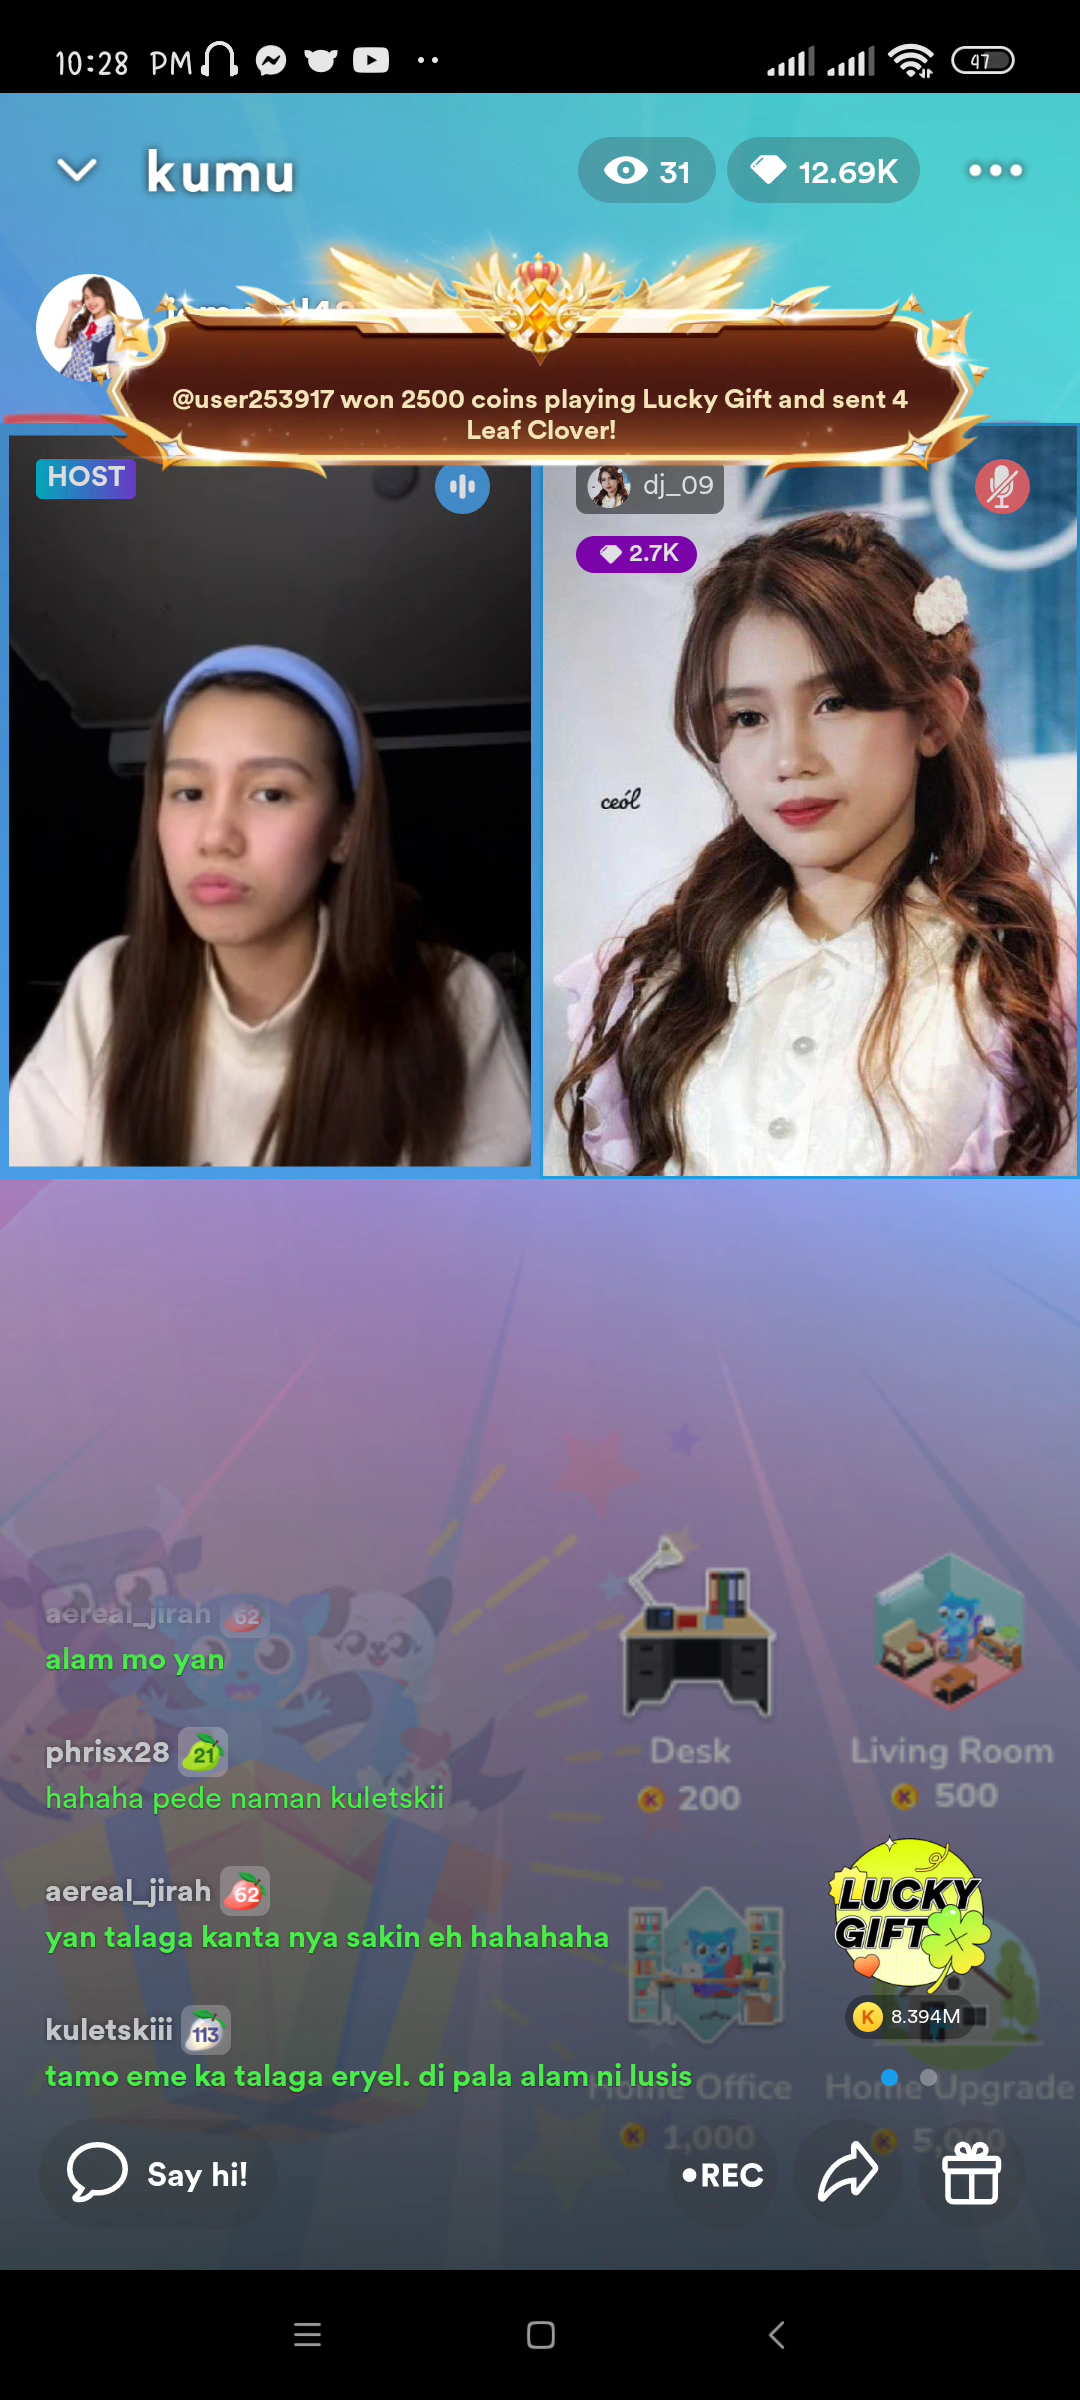 10:28 PM
47
kumu
31
12.69K
@user253917 won 2500 coins playing Lucky Gift and sent 4
Leaf Clover!
HOST
dj_09
2.7K
ceól
aereal_jirah 62
alam mo yan
phrisx28 21
hahaha pede naman kuletskii
aereal_jirah 62
yan talaga kanta nya sakin eh hahahaha
kuletskiii 113
tamo eme ka talaga eryel. di pala alam ni lusis
Desk
200
Living Room
500
LUCKY
GIFT
K 8.394M
Home Office
1,000
Home Upgrade
Say hi!
REC